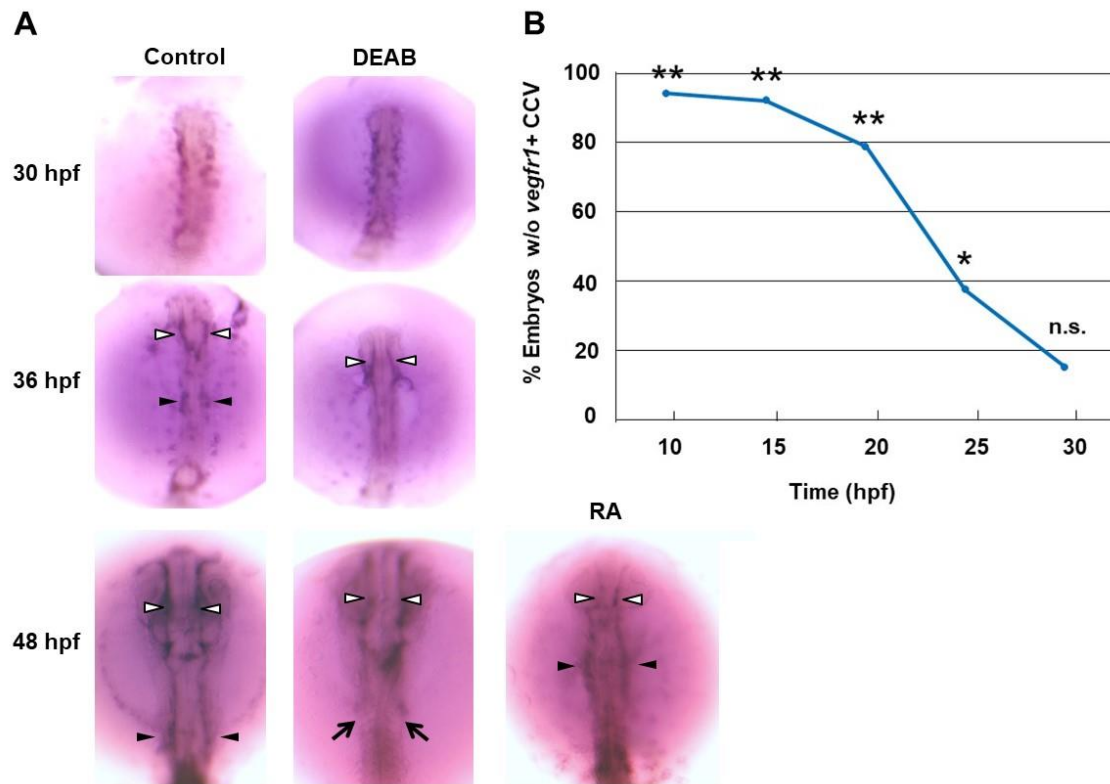 A
Control
DEAB
30 hpf
36 hpf
48 hpf
RA
B
% Embryos w/o vegfr1+ CCV
100
80
60
40
20
0
**
**
**
*
n.s.
10 15 20 25 30
Time (hpf)